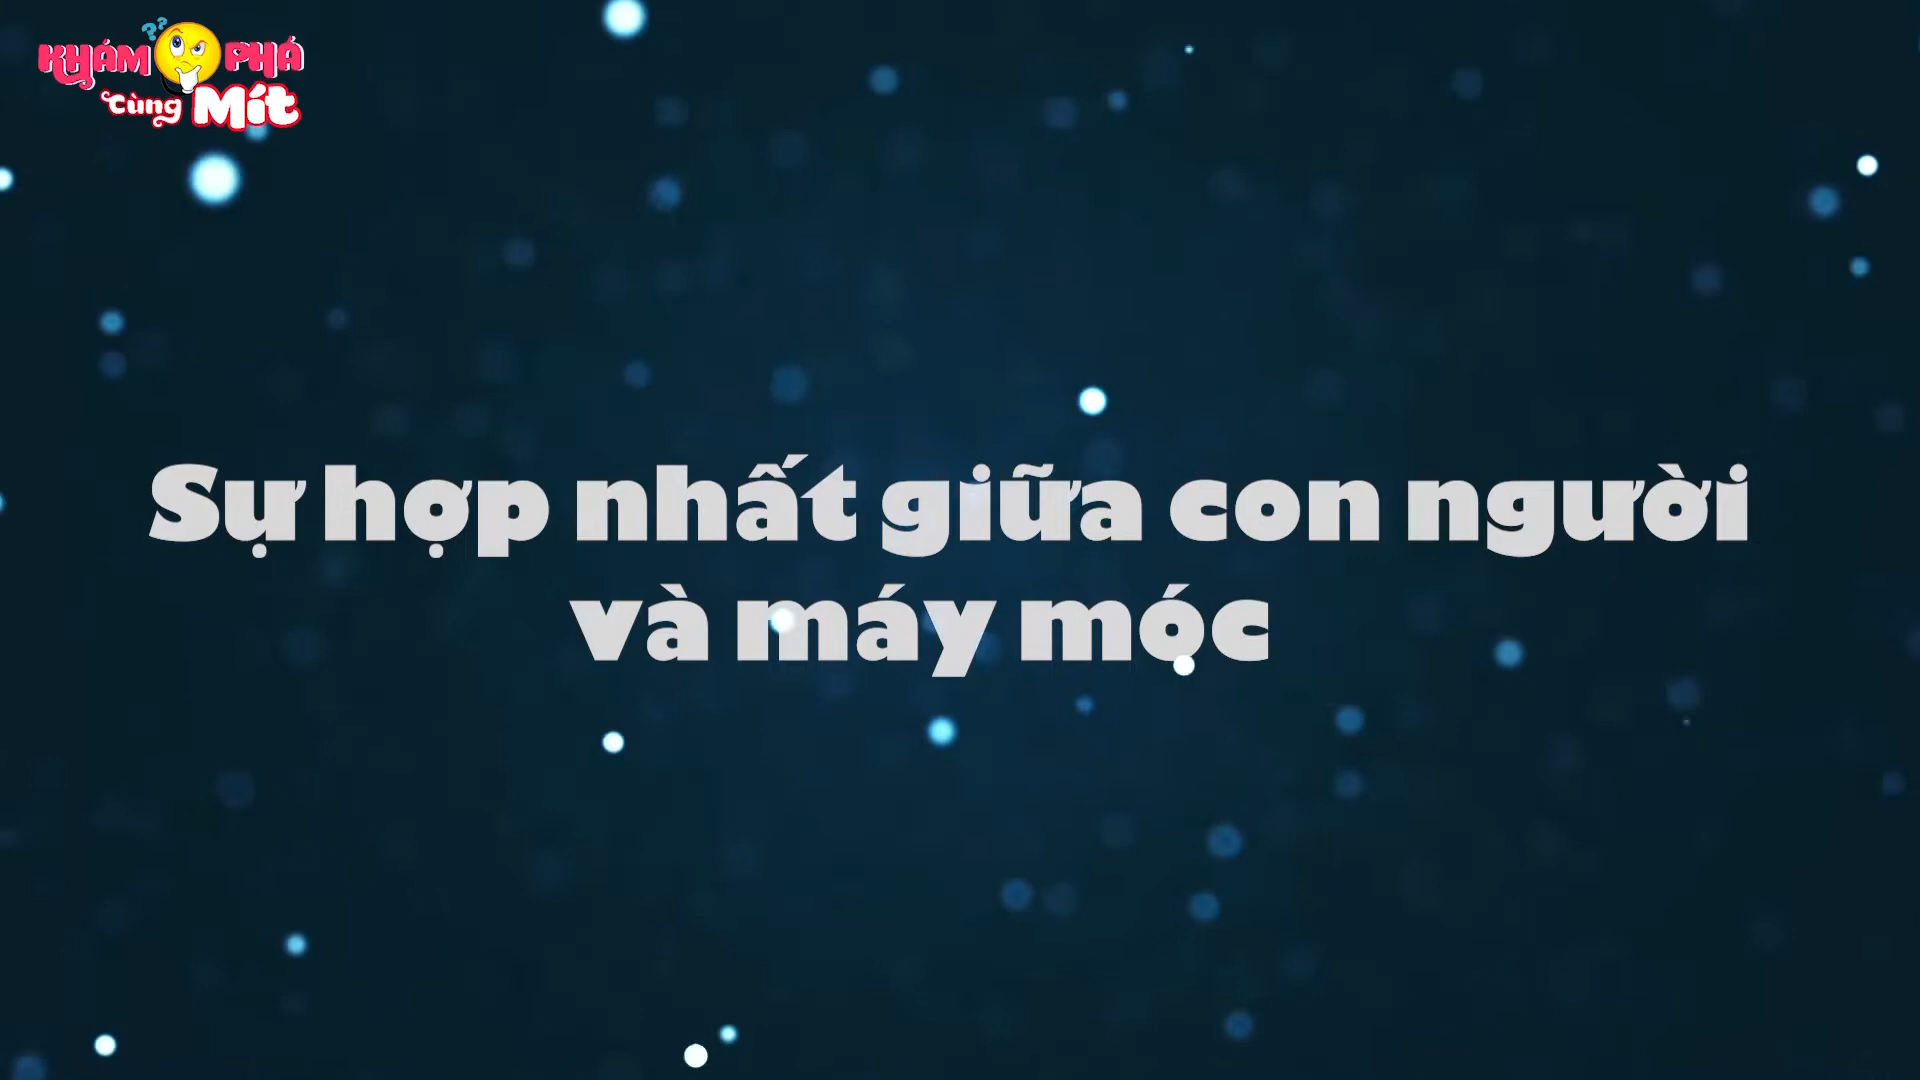 KHÁM PHÁ
Cùng Mít
Sự hợp nhất giữa con người
và máy móc